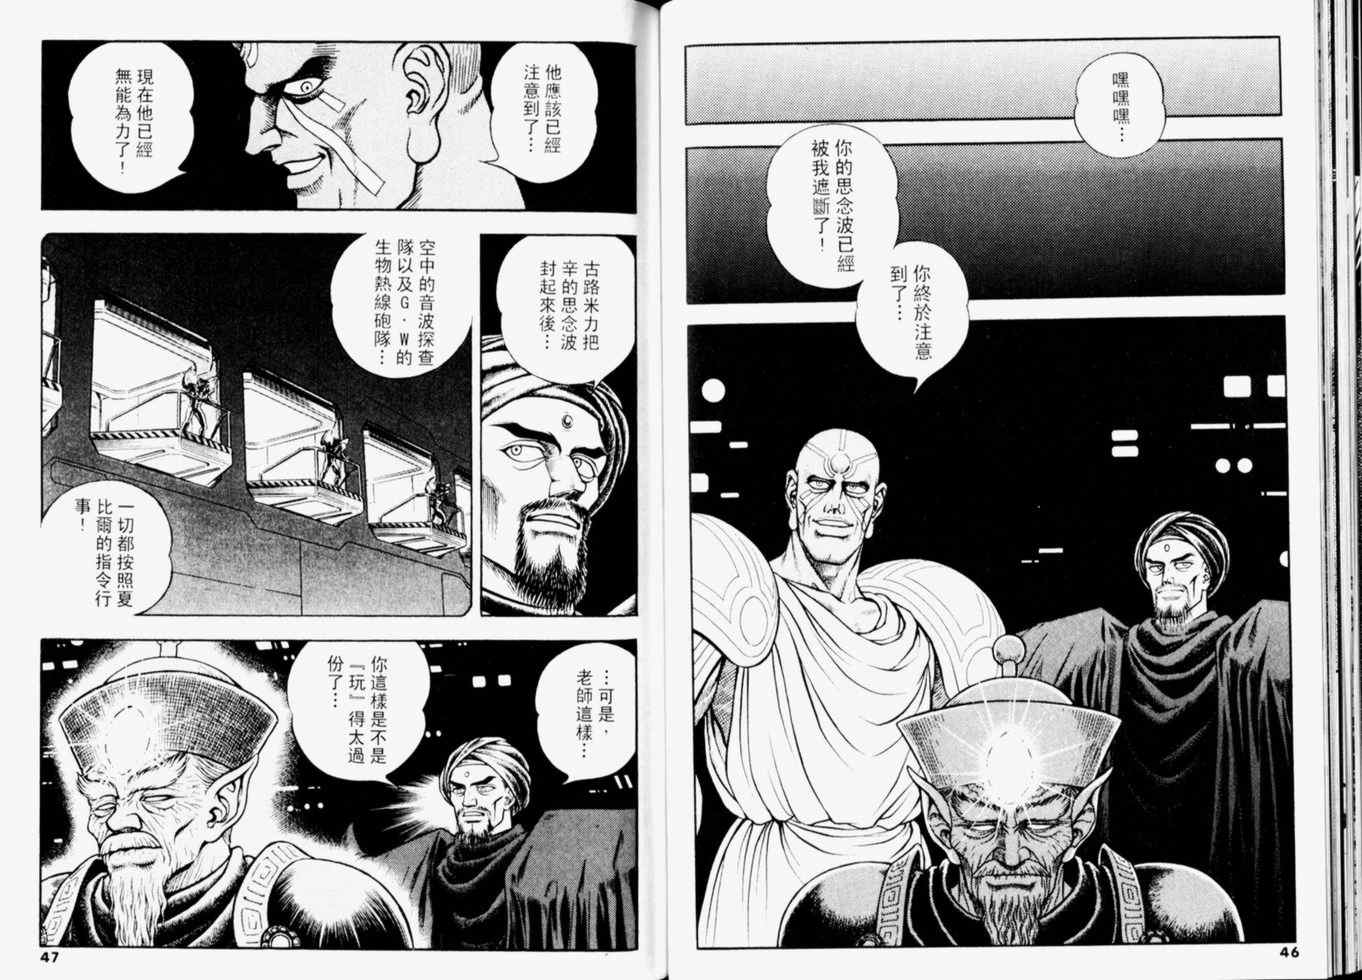 嘿嘿嘿…
你的思念波已經
被我遮斷了！
你終於注意
到了…
46
他應該已經
注意到了…
現在他已經
無能為力了！
古路米力把
辛的思念波
封起來後…
空中的音波探查
隊以及G·W的
生物熱線砲隊…
一切都按照夏
比爾的指令行
事！
…可是，
老師這樣…
你這樣是不是
『玩』得太過
份了…
47